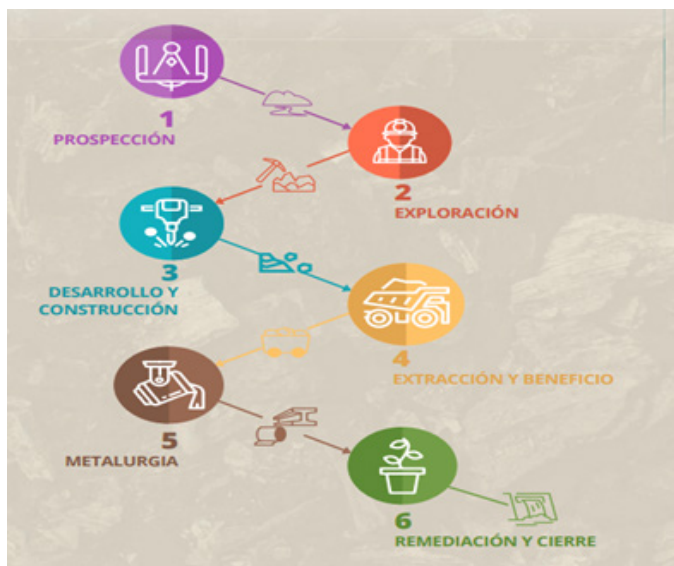 1
PROSPECCIÓN
2
EXPLORACIÓN
3
DESARROLLO Y
CONSTRUCCIÓN
4
EXTRACCIÓN Y BENEFICIO
5
METALURGIA
6
REMEDIACIÓN Y CIERRE